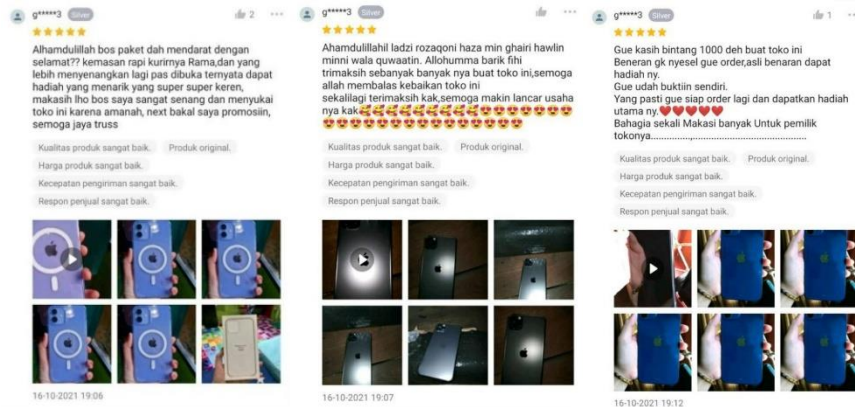 g*****3 Silver
2
Alhamdulillah bos paket dah mendarat dengan
selamat?? kemasan rapi kurirnya Rama,dan yang
lebih menyenangkan lagi pas dibuka ternyata dapat
hadiah yang menarik yang super super keren,
makasih lho bos saya sangat senang dan menyukai
toko ini karena amanah, next bakal saya promosiin,
semoga jaya truss
Kualitas produk sangat baik. Produk original.
Harga produk sangat baik.
Kecepatan pengiriman sangat baik.
Respon penjual sangat baik.
16-10-2021 19:06
g*****3 Silver
Ahamdulillahil ladzi rozaqoni haza min ghairi hawlin
minni wala quwaatin. Allohumma barik fihi
trimaksih sebanyak banyak nya buat toko ini,semoga
allah membalas kebaikan toko ini
sekalilagi terimaksih kak,semoga makin lancar usaha
nya kak🥰🥰🥰🥰🥰🥰🥰🥰🥰😍😍😍😍😍😍😍
😍😍😍😍😍😍😍😍😍😍😍😍😍😍😍
Kualitas produk sangat baik. Produk original.
Harga produk sangat baik.
Kecepatan pengiriman sangat baik.
Respon penjual sangat baik.
16-10-2021 19:07
g*****3 Silver
1
Gue kasih bintang 1000 deh buat toko ini
Beneran gk nyesel gue order,asli benaran dapat
hadiah ny.
Gue udah buktiin sendiri.
Yang pasti gue siap order lagi dan dapatkan hadiah
utama ny.❤️❤️❤️❤️❤️
Bahagia sekali Makasi banyak Untuk pemilik
tokonya.............,..........................................
Kualitas produk sangat baik. Produk original.
Harga produk sangat baik.
Kecepatan pengiriman sangat baik.
Respon penjual sangat baik.
16-10-2021 19:12